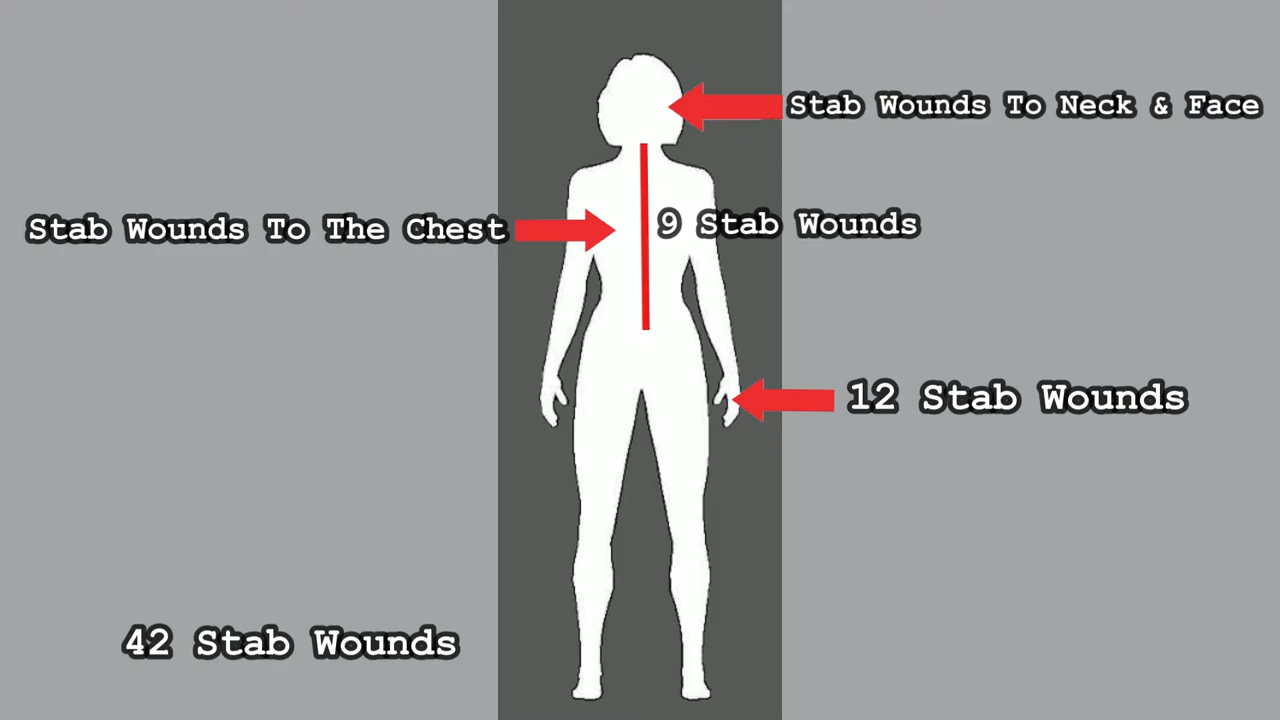 Stab Wounds To Neck & Face
Stab Wounds To The Chest
9 Stab Wounds
12 Stab Wounds
42 Stab Wounds